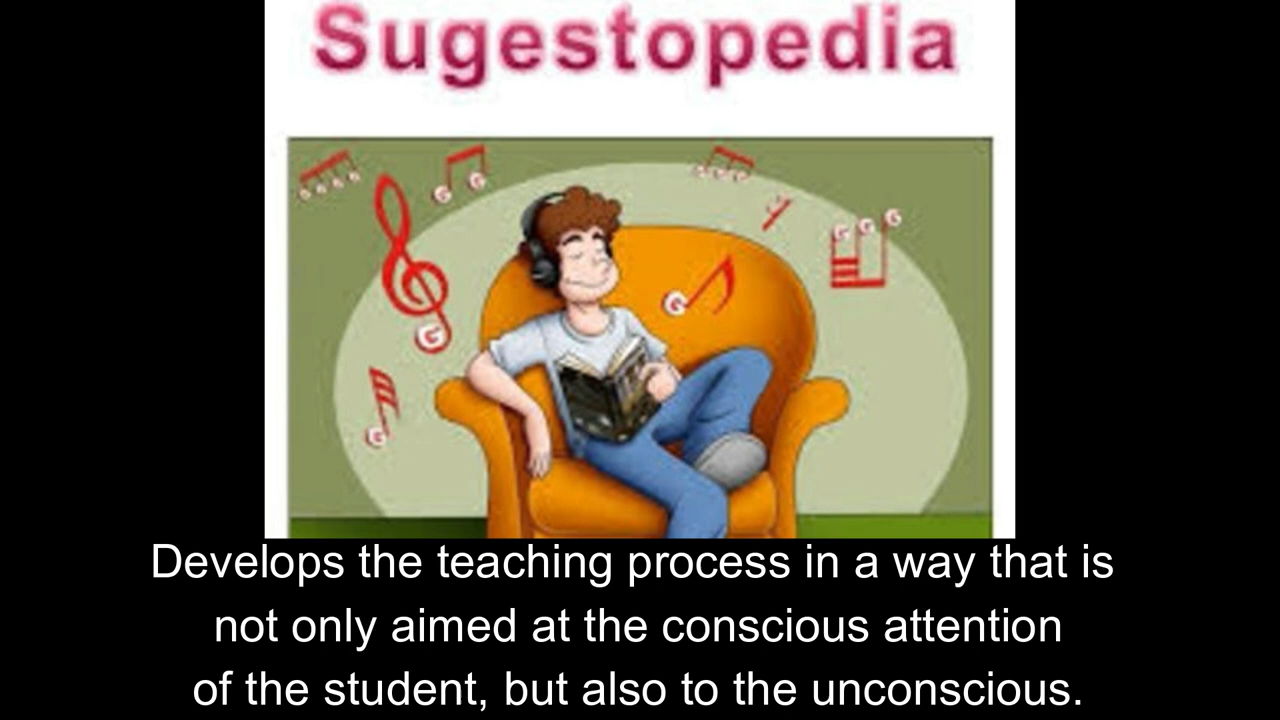 Sugestopedia
Develops the teaching process in a way that is
not only aimed at the conscious attention
of the student, but also to the unconscious.